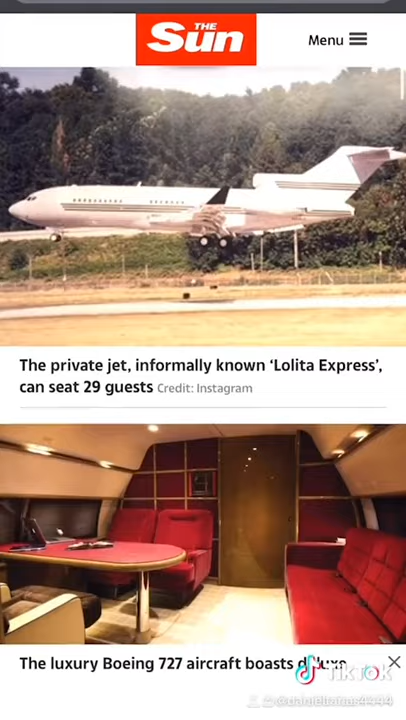 THE
Sun
Menu
The private jet, informally known ‘Lolita Express’,
can seat 29 guests Credit: Instagram
The luxury Boeing 727 aircraft boasts deluxe
TikTok